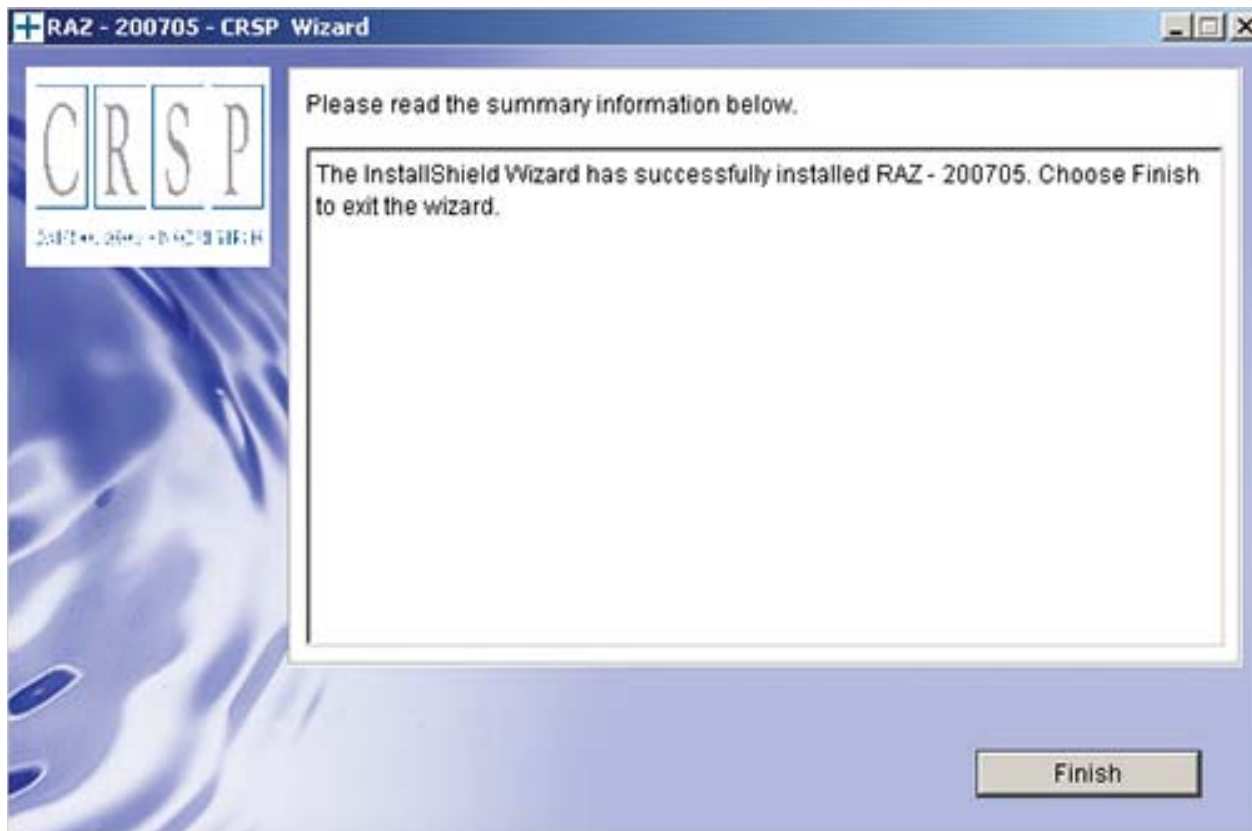 RAZ - 200705 - CRSP Wizard
CRSP
Please read the summary information below.
The InstallShield Wizard has successfully installed RAZ - 200705. Choose Finish
to exit the wizard.
Finish